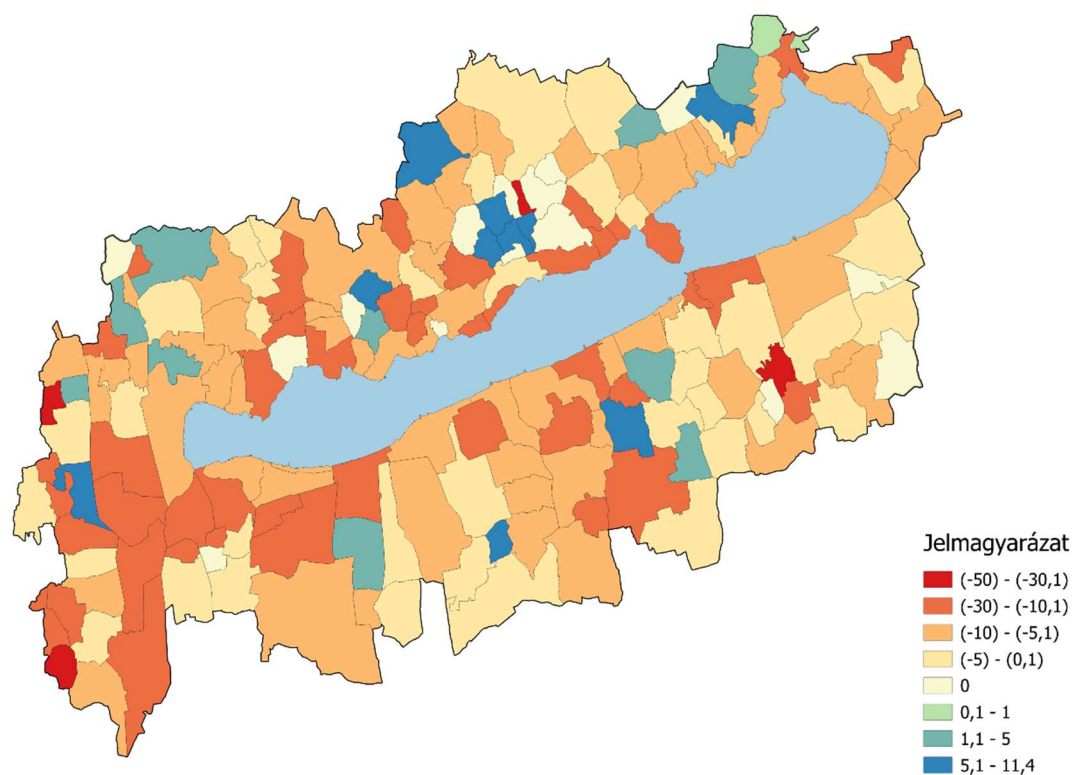 Jelmagyarázat
(-50) - (-30,1)
(-30) - (-10,1)
(-10) - (-5,1)
(-5) - (0,1)
0
0,1 - 1
1,1 - 5
5,1 - 11,4